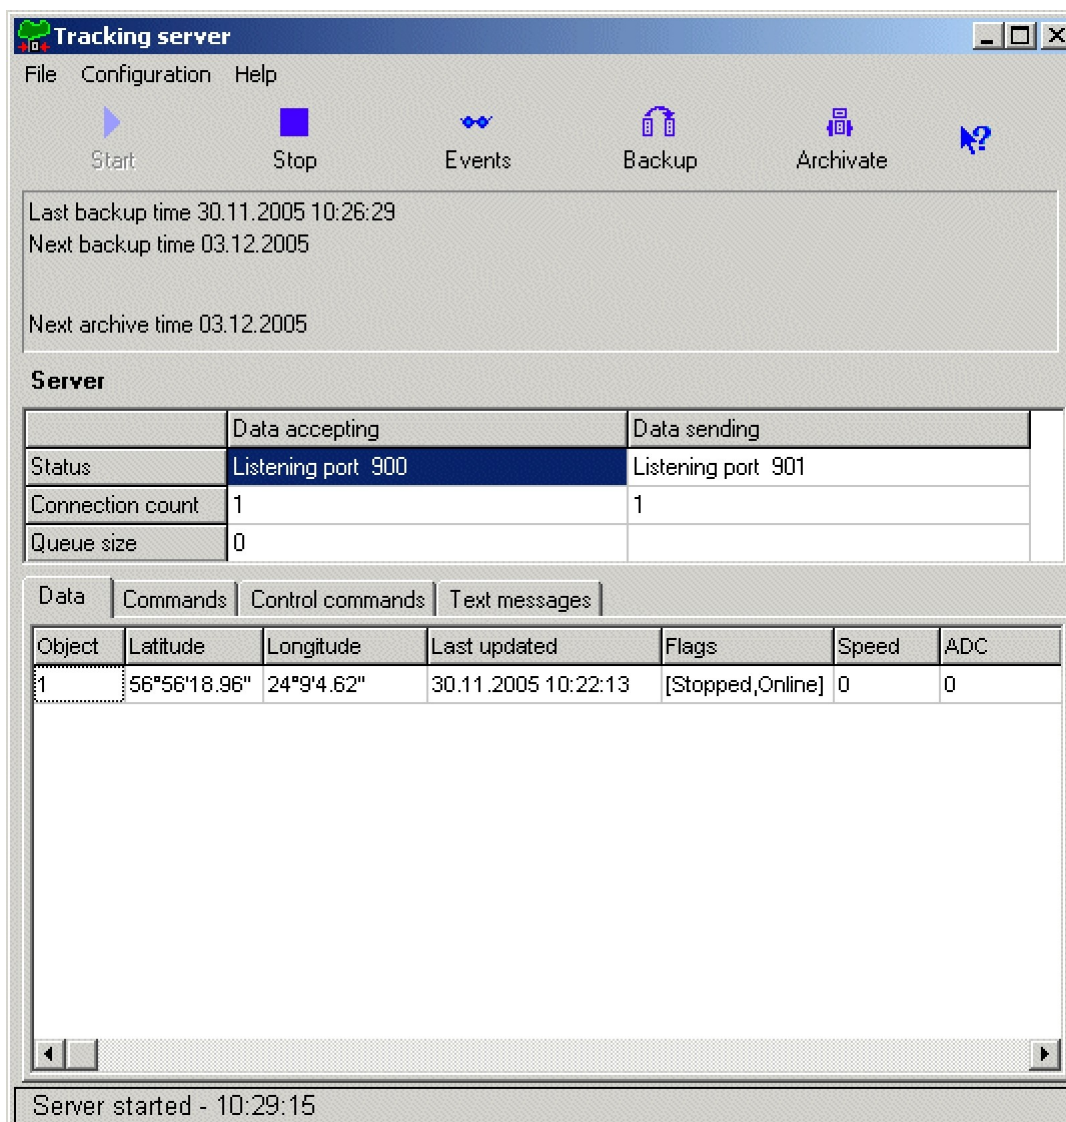 Tracking server
File Configuration Help
Start Stop Events Backup Archivate
Last backup time 30.11.2005 10:26:29
Next backup time 03.12.2005
Next archive time 03.12.2005
Server
Data accepting Data sending
Status Listening port 900 Listening port 901
Connection count 1 1
Queue size 0
Data Commands Control commands Text messages
Object Latitude Longitude Last updated Flags Speed ADC
1 56°56'18.96" 24°9'4.62" 30.11.2005 10:22:13 [Stopped,Online] 0 0
Server started - 10:29:15